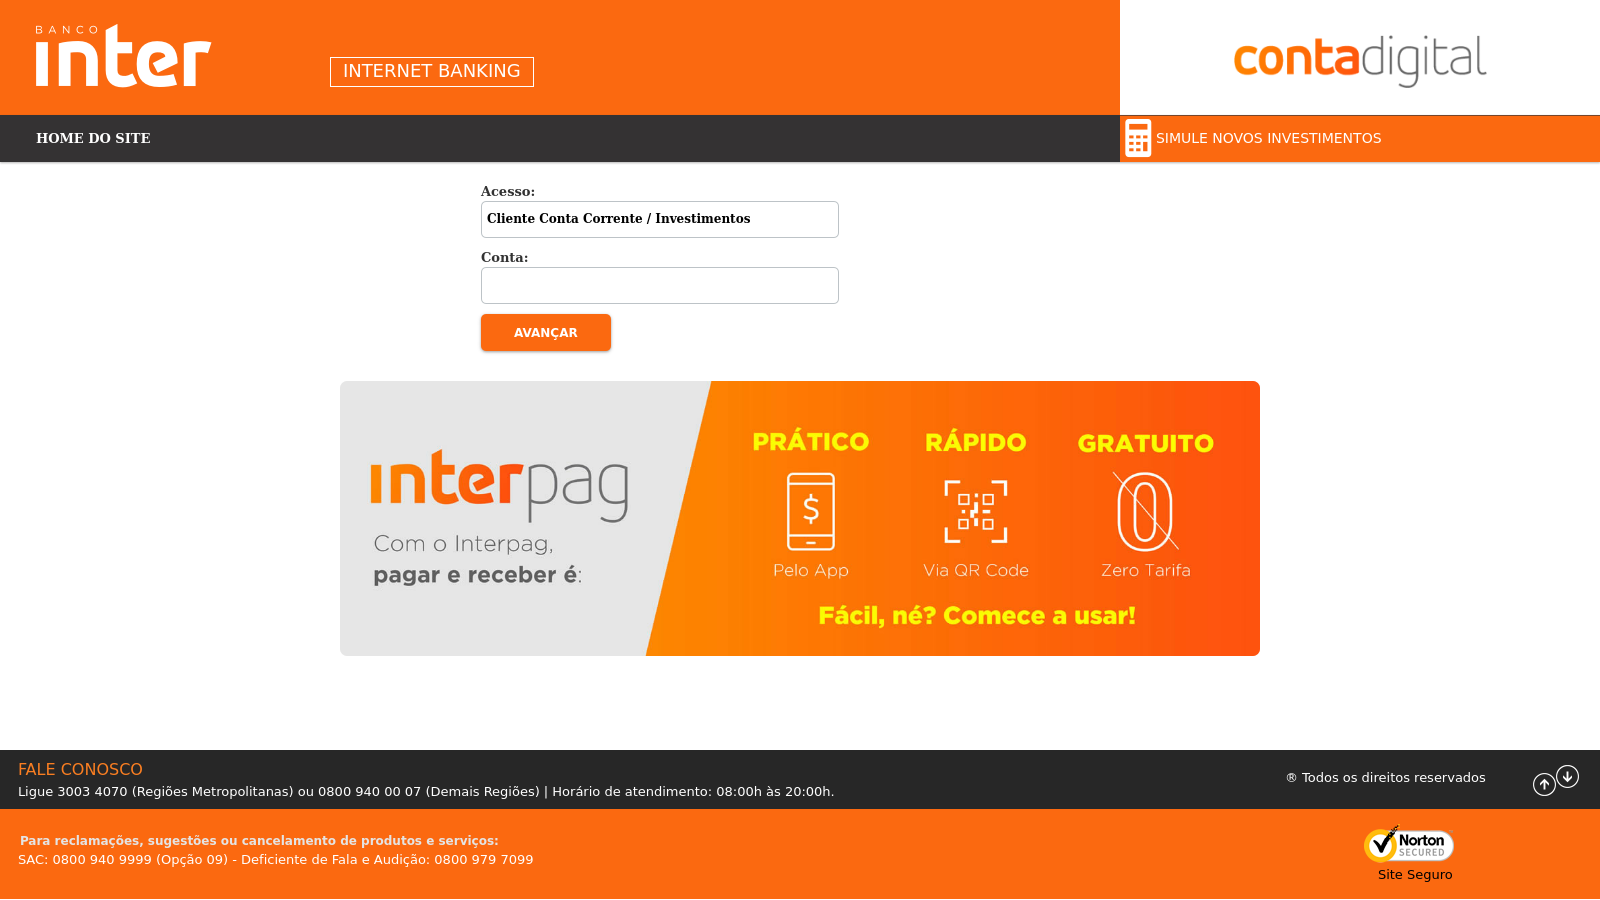 BANCO
inter
INTERNET BANKING
contadigital
HOME DO SITE
SIMULE NOVOS INVESTIMENTOS
Acesso:
Cliente Conta Corrente / Investimentos
Conta:
AVANÇAR
interpag
Com o Interpag,
pagar e receber é:
PRÁTICO
RÁPIDO
GRATUITO
$
0
Pelo App
Via QR Code
Zero Tarifa
Fácil, né? Comece a usar!
FALE CONOSCO
Ligue 3003 4070 (Regiões Metropolitanas) ou 0800 940 00 07 (Demais Regiões) | Horário de atendimento: 08:00h às 20:00h.
® Todos os direitos reservados
Para reclamações, sugestões ou cancelamento de produtos e serviços:
SAC: 0800 940 9999 (Opção 09) - Deficiente de Fala e Audição: 0800 979 7099
Norton
SECURED
Site Seguro